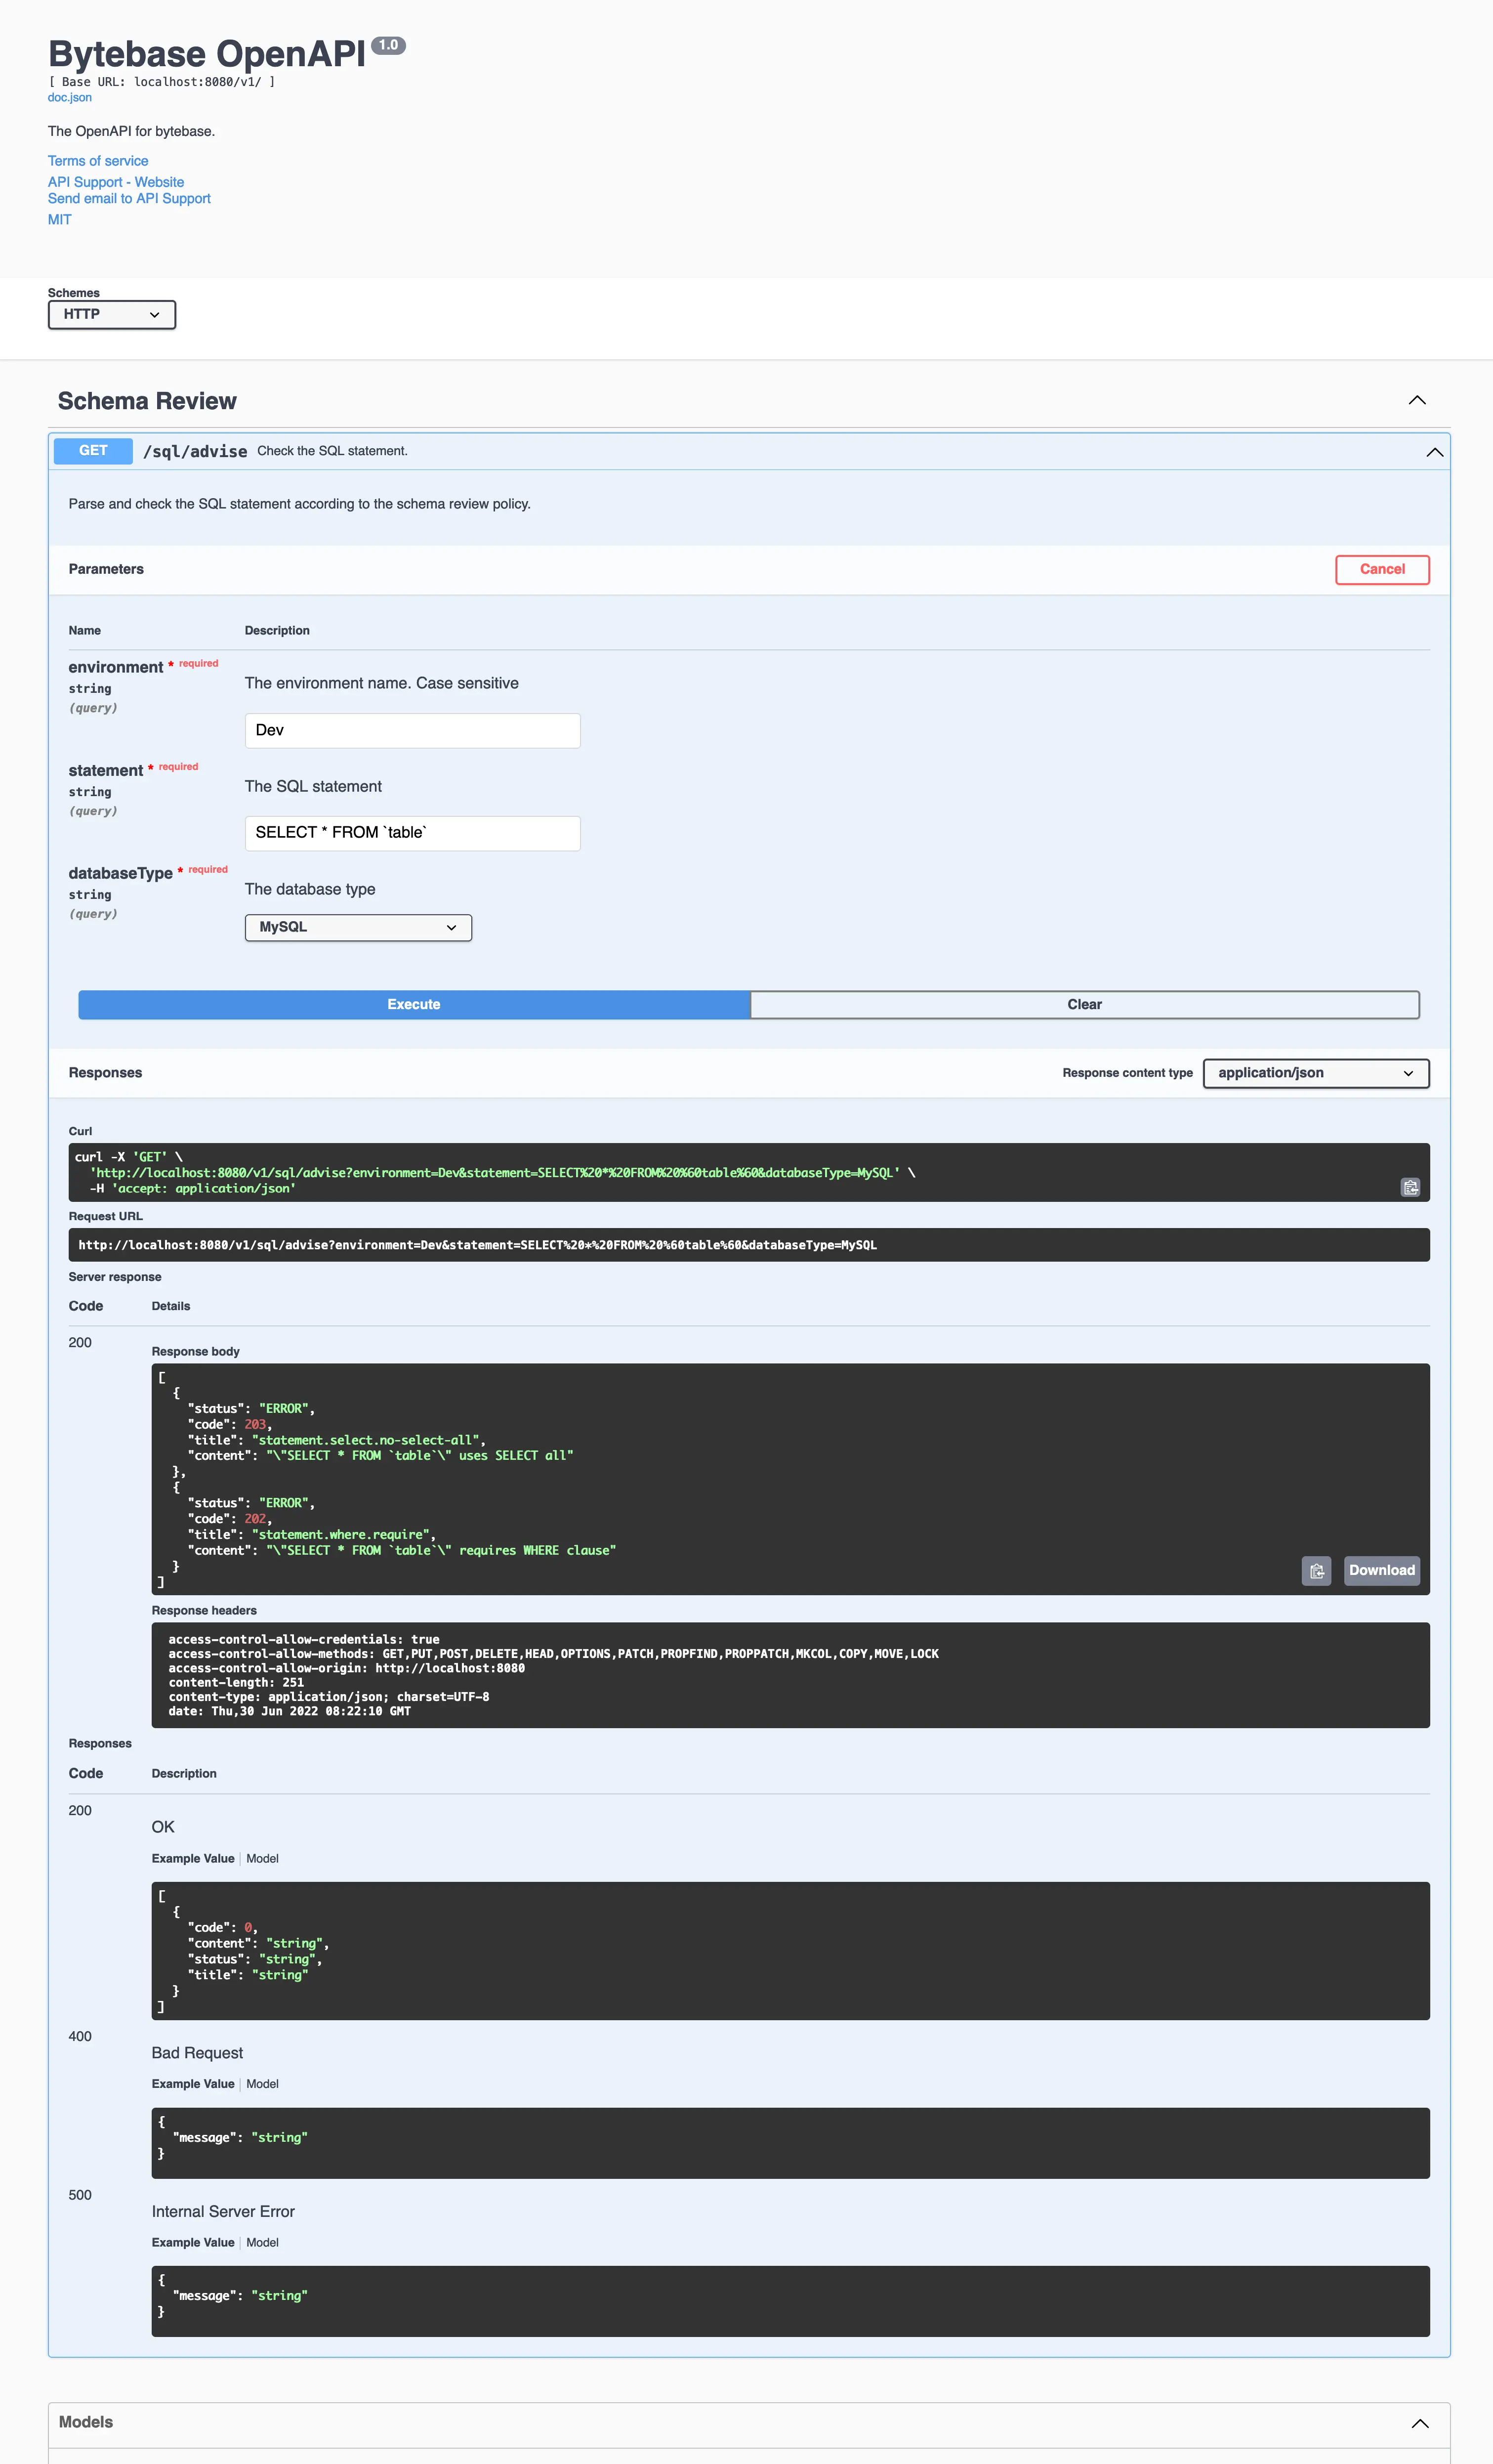 Bytebase OpenAPI 1.0
[ Base URL: localhost:8080/v1/ ]
doc.json
The OpenAPI for bytebase.
Terms of service
API Support - Website
Send email to API Support
MIT
Schemes
HTTP
Schema Review
GET /sql/advise Check the SQL statement.
Parse and check the SQL statement according to the schema review policy.
Parameters Cancel
Name Description
environment * required
string
(query)
The environment name. Case sensitive
Dev
statement * required
string
(query)
The SQL statement
SELECT * FROM `table`
databaseType * required
string
(query)
The database type
MySQL
Execute Clear
Responses Response content type application/json
Curl
curl -X 'GET' \
  'http://localhost:8080/v1/sql/advise?environment=Dev&statement=SELECT%20*%20FROM%20%60table%60&databaseType=MySQL' \
  -H 'accept: application/json'
Request URL
http://localhost:8080/v1/sql/advise?environment=Dev&statement=SELECT%20*%20FROM%20%60table%60&databaseType=MySQL
Server response
Code Details
200
Response body
[
  {
    "status": "ERROR",
    "code": 203,
    "title": "statement.select.no-select-all",
    "content": "\"SELECT * FROM `table`\" uses SELECT all"
  },
  {
    "status": "ERROR",
    "code": 202,
    "title": "statement.where.require",
    "content": "\"SELECT * FROM `table`\" requires WHERE clause"
  }
]
Download
Response headers
access-control-allow-credentials: true
access-control-allow-methods: GET,PUT,POST,DELETE,HEAD,OPTIONS,PATCH,PROPFIND,PROPPATCH,MKCOL,COPY,MOVE,LOCK
access-control-allow-origin: http://localhost:8080
content-length: 251
content-type: application/json; charset=UTF-8
date: Thu,30 Jun 2022 08:22:10 GMT
Responses
Code Description
200
OK
Example Value | Model
[
  {
    "code": 0,
    "content": "string",
    "status": "string",
    "title": "string"
  }
]
400
Bad Request
Example Value | Model
{
  "message": "string"
}
500
Internal Server Error
Example Value | Model
{
  "message": "string"
}
Models